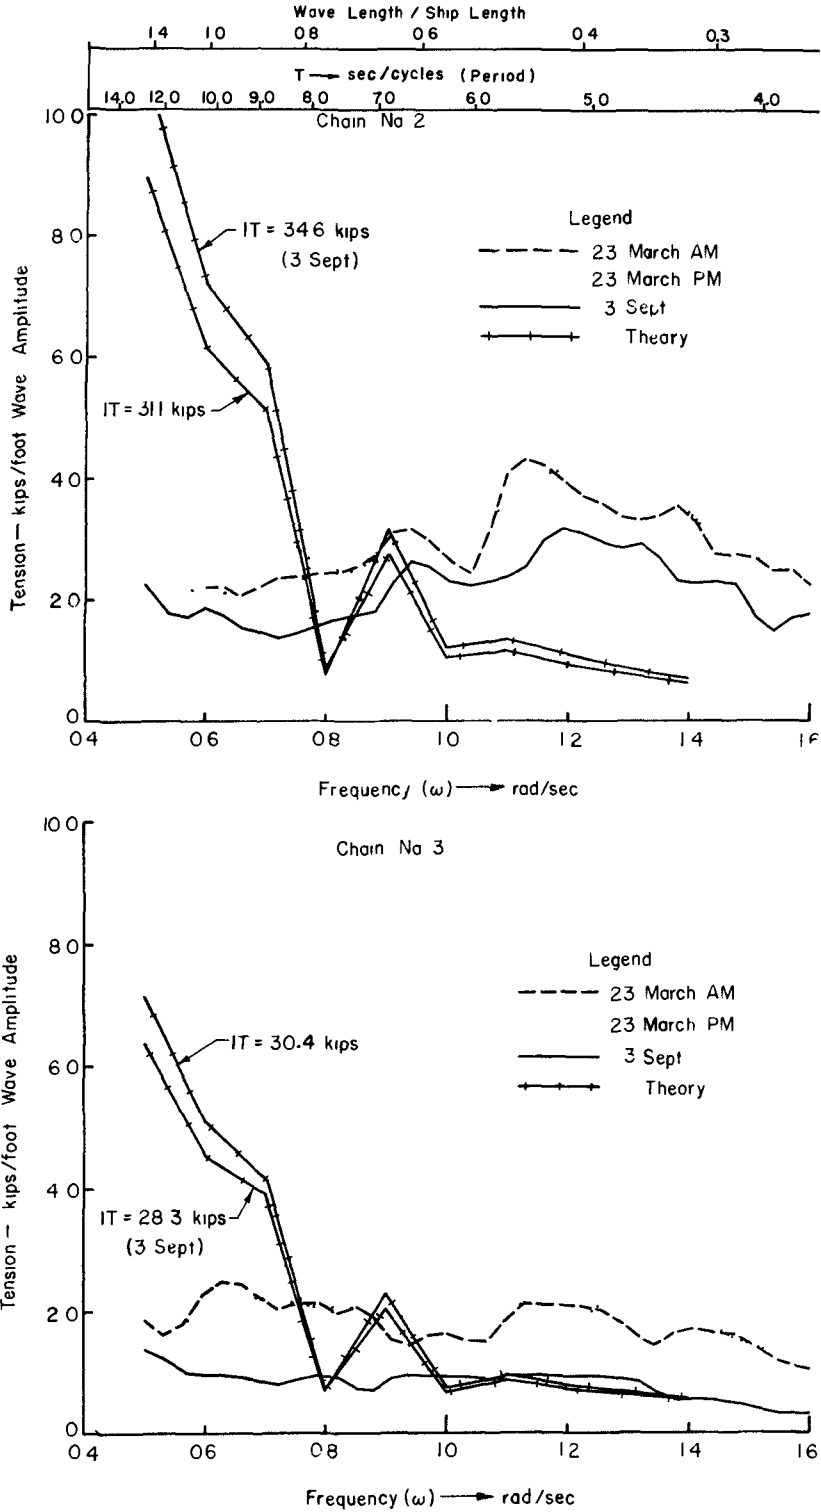 Wave Length / Ship Length
1 4 1 0 0 8 0 6 0 4 0 3
T → sec/cycles (Period)
14.0 12.0 10.0 9.0 8.0 7.0 6.0 5.0 4.0
Chain Na 2
10 0
8 0
6 0
4 0
2 0
0
Tension — kips/foot Wave Amplitude
IT = 34 6 kips
(3 Sept)
IT = 31 1 kips
Legend
23 March AM
23 March PM
3 Sept
Theary
0 4 0 6 0 8 1 0 1 2 1 4
Frequency (ω) → rad/sec
Chain Na 3
10 0
8 0
6 0
4 0
2 0
0
Tension — kips/foot Wave Amplitude
IT = 30.4 kips
IT = 28 3 kips
(3 Sept)
Legend
23 March AM
23 March PM
3 Sept
Theory
0 4 0 6 0 8 1 0 1 2 1 4 1 6
Frequency (ω) → rad/sec